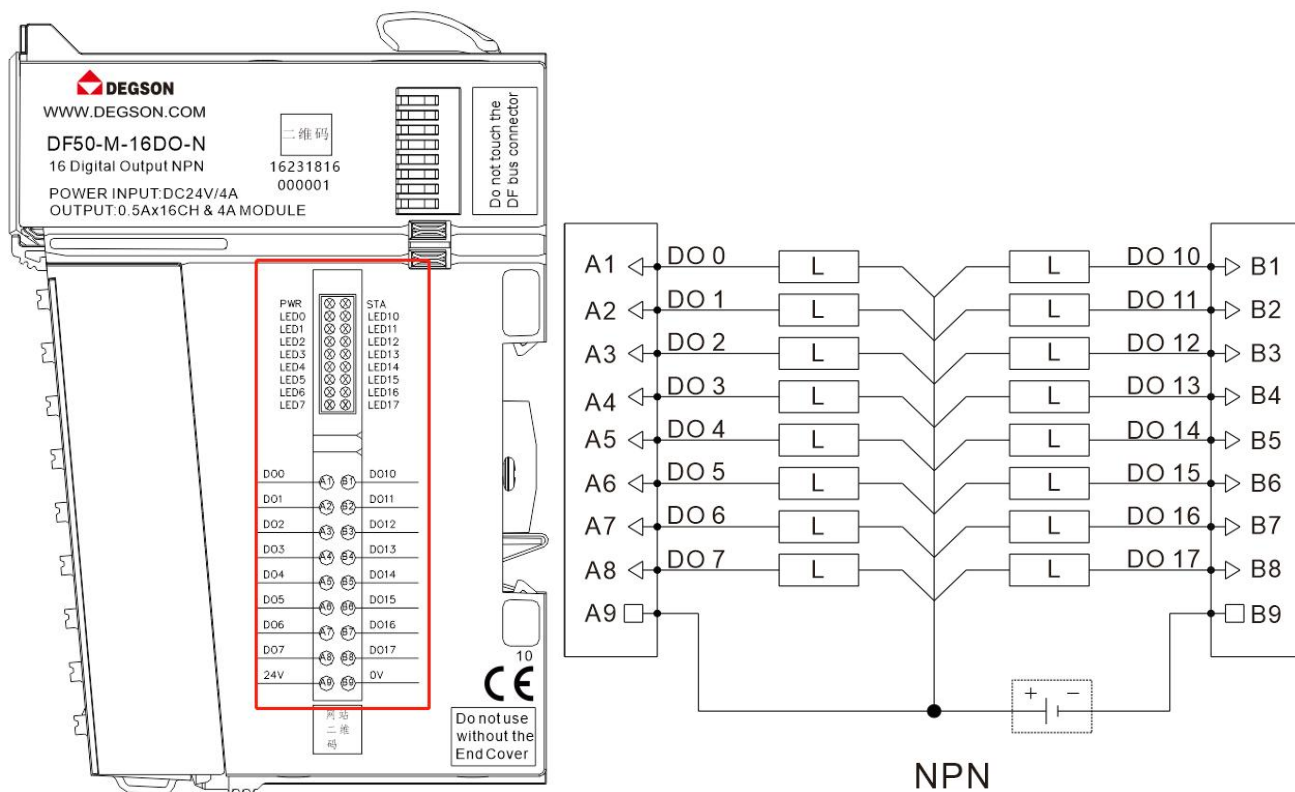 DEGSON
WWW.DEGSON.COM
DF50-M-16DO-N
16 Digital Output NPN
POWER INPUT:DC24V/4A
OUTPUT:0.5Ax16CH & 4A MODULE
二维码
16231816
000001
Do not touch the
DF bus connector
PWR STA
LED0 LED10
LED1 LED11
LED2 LED12
LED3 LED13
LED4 LED14
LED5 LED15
LED6 LED16
LED7 LED17
DO0 A1 B1 DO10
DO1 A2 B2 DO11
DO2 A3 B3 DO12
DO3 A4 B4 DO13
DO4 A5 B5 DO14
DO5 A6 B6 DO15
DO6 A7 B7 DO16
DO7 A8 B8 DO17
24V A9 B9 0V
网站
二维
码
10
CE
Do not use
without the
End Cover
A1 DO 0 L L DO 10 B1
A2 DO 1 L L DO 11 B2
A3 DO 2 L L DO 12 B3
A4 DO 3 L L DO 13 B4
A5 DO 4 L L DO 14 B5
A6 DO 5 L L DO 15 B6
A7 DO 6 L L DO 16 B7
A8 DO 7 L L DO 17 B8
A9 B9
+ −
NPN